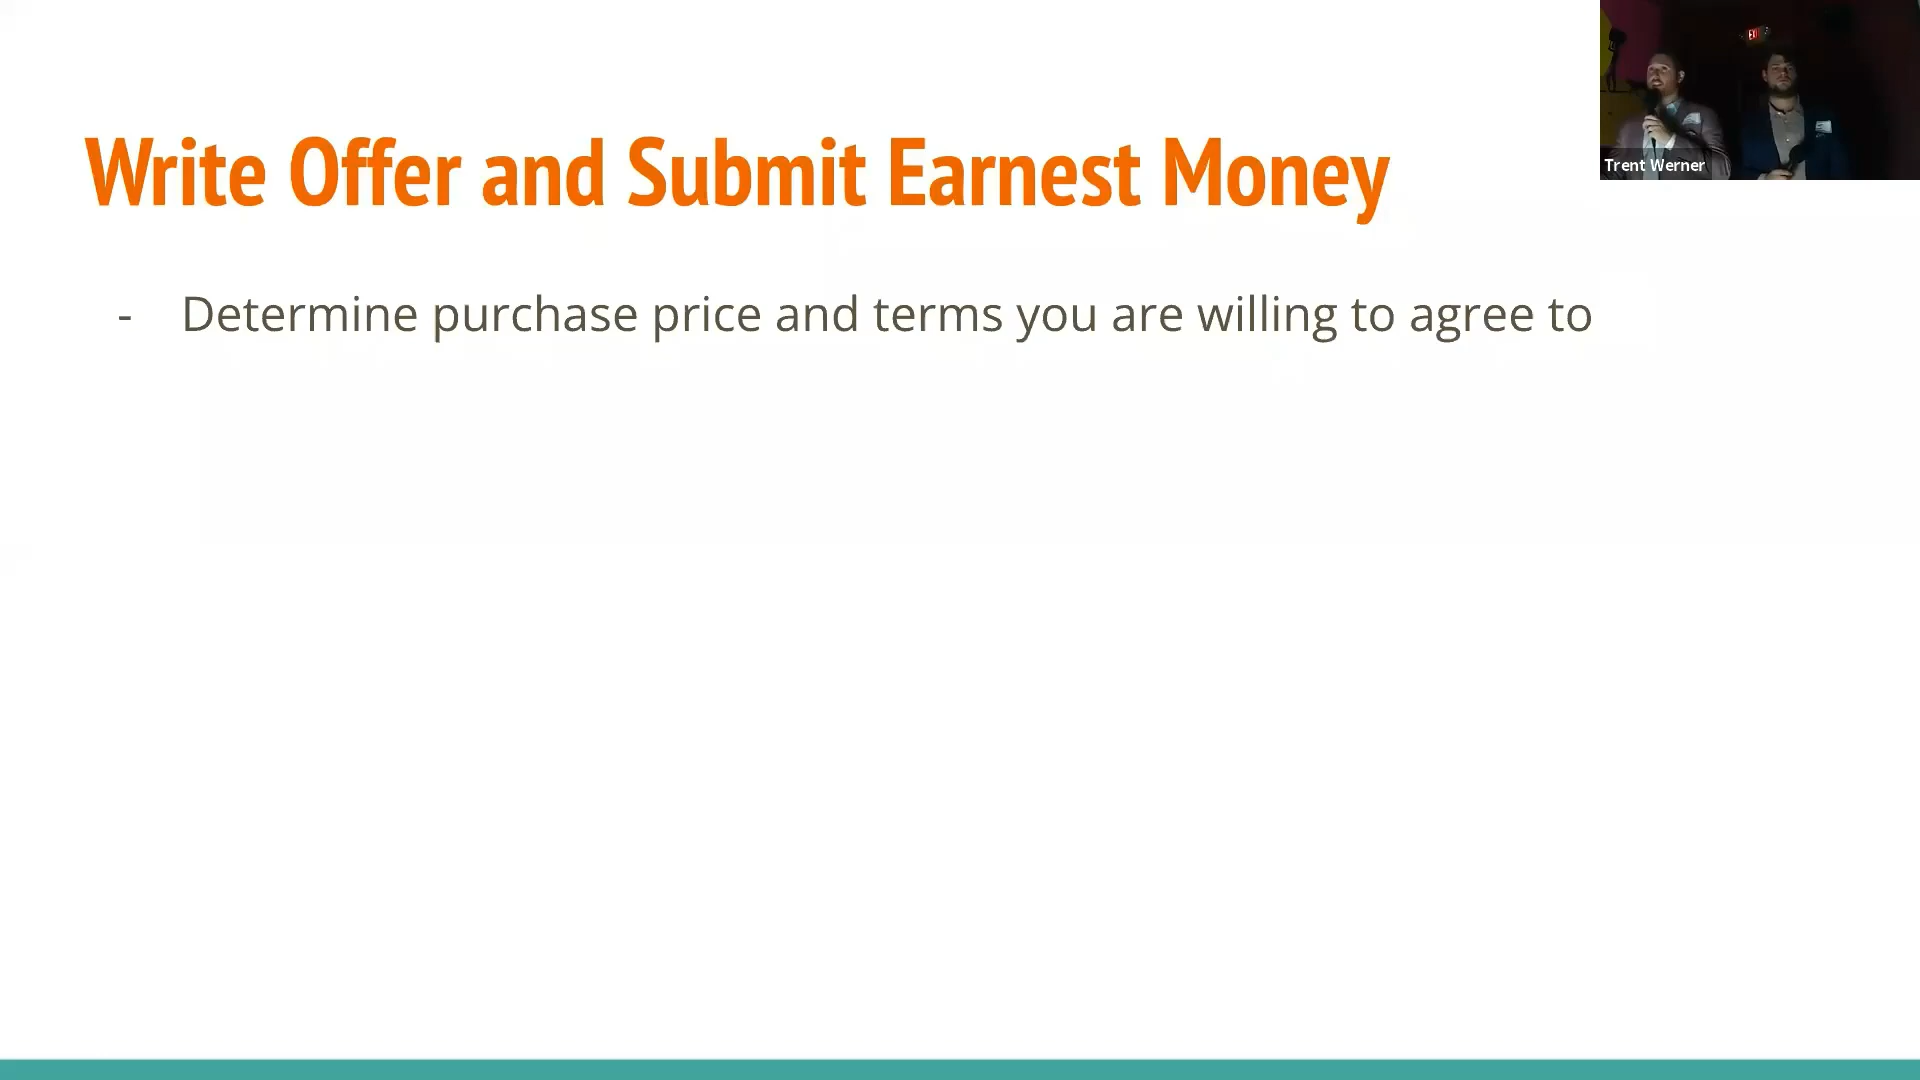 Write Offer and Submit Earnest Money
- Determine purchase price and terms you are willing to agree to
EXIT
Trent Werner